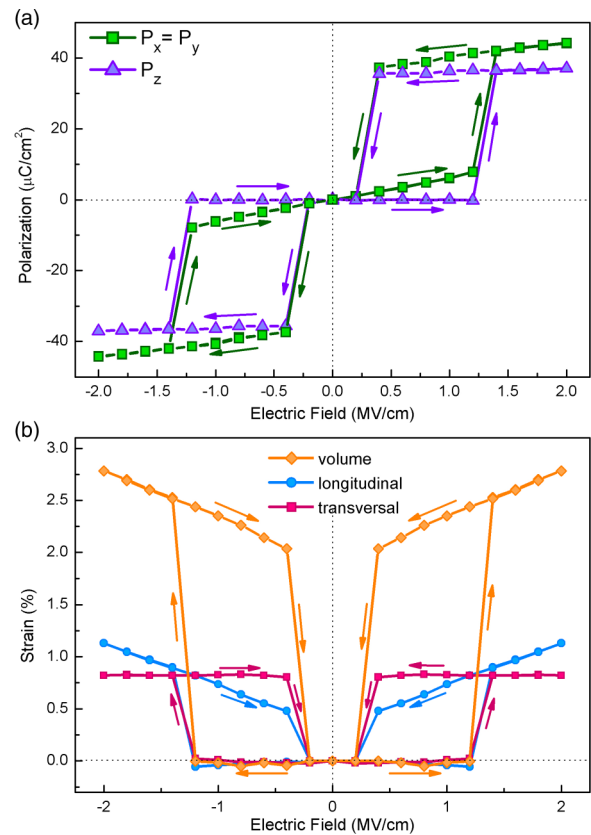 (a)
Px= Py
Pz
Polarization (μC/cm2)
40
20
0
-20
-40
-2.0 -1.5 -1.0 -0.5 0.0 0.5 1.0 1.5 2.0
Electric Field (MV/cm)
(b)
volume
longitudinal
transversal
Strain (%)
3.0
2.5
2.0
1.5
1.0
0.5
0.0
-2 -1 0 1 2
Electric Field (MV/cm)